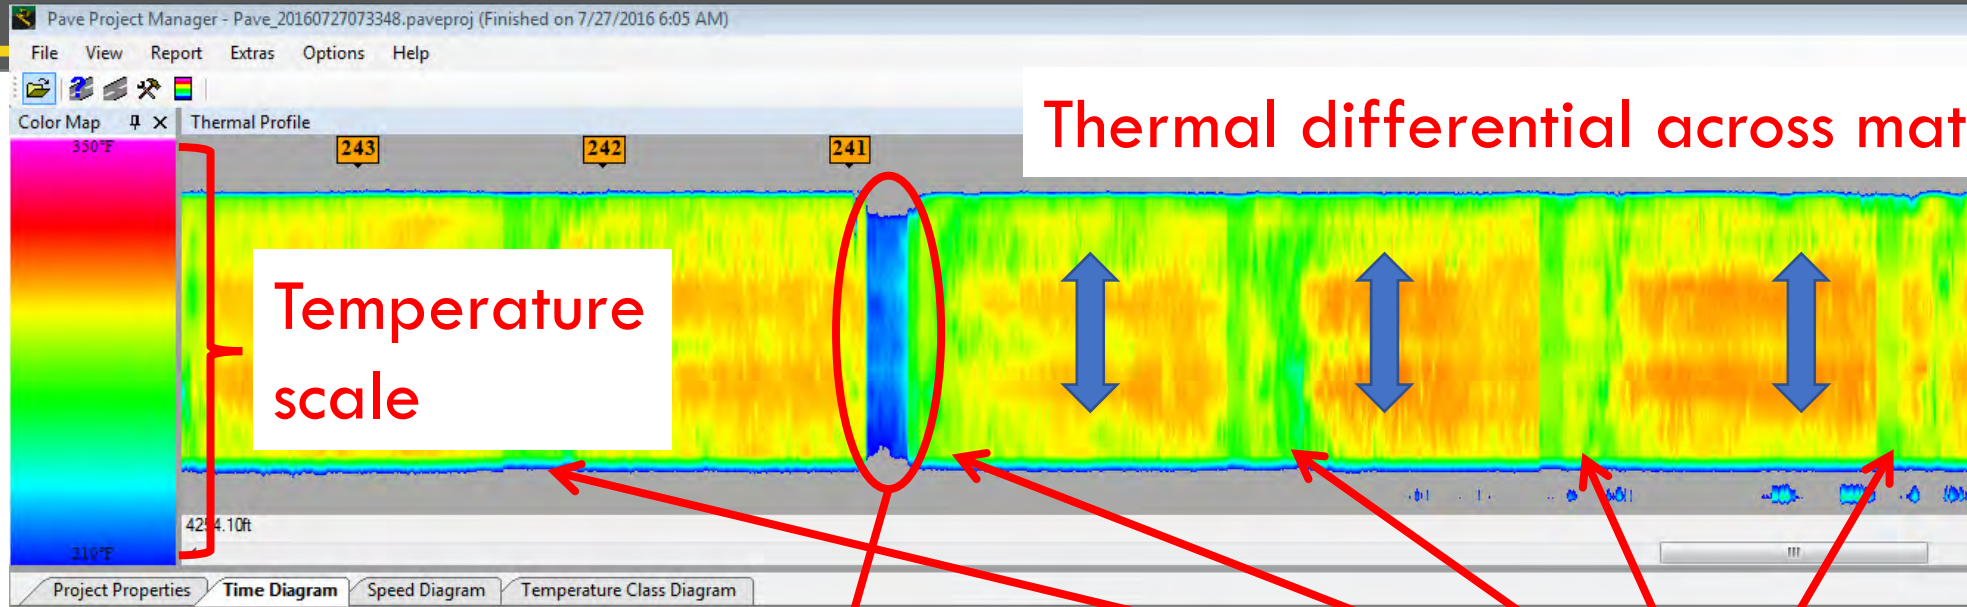 Pave Project Manager - Pave_20160727073348.paveproj (Finished on 7/27/2016 6:05 AM)
File View Report Extras Options Help
Color Map Thermal Profile
Thermal differential across mat
350°F
243 242 241
Temperature
scale
4254.10ft
210°F
Project Properties Time Diagram Speed Diagram Temperature Class Diagram